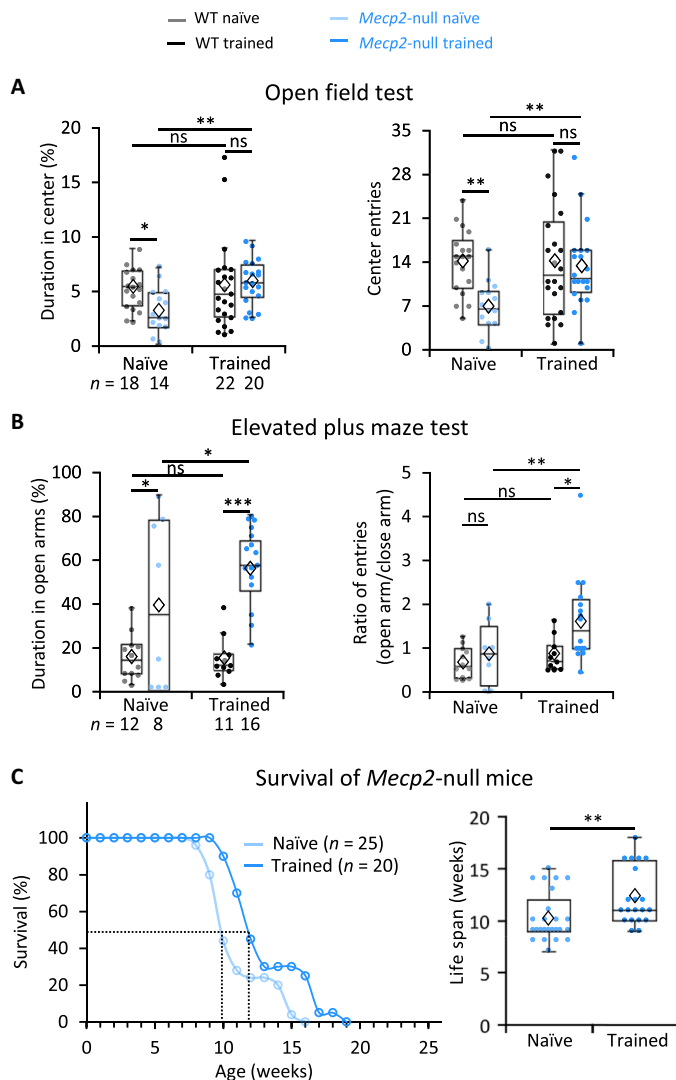 WT naïve
Mecp2-null naïve
WT trained
Mecp2-null trained
A
Open field test
Duration in center (%)
20
15
10
5
0
**
ns
ns
*
Naïve
Trained
n = 18 14
22 20
Center entries
35
28
21
14
7
0
**
ns
ns
**
Naïve
Trained
B
Elevated plus maze test
Duration in open arms (%)
100
80
60
40
20
0
*
ns
*
***
Naïve
Trained
n = 12 8
11 16
Ratio of entries
(open arm/close arm)
5
4
3
2
1
0
**
ns
*
ns
Naïve
Trained
C
Survival of Mecp2-null mice
Survival (%)
100
80
60
40
20
0
Naïve (n = 25)
Trained (n = 20)
0 5 10 15 20 25
Age (weeks)
Life span (weeks)
20
15
10
5
0
**
Naïve
Trained